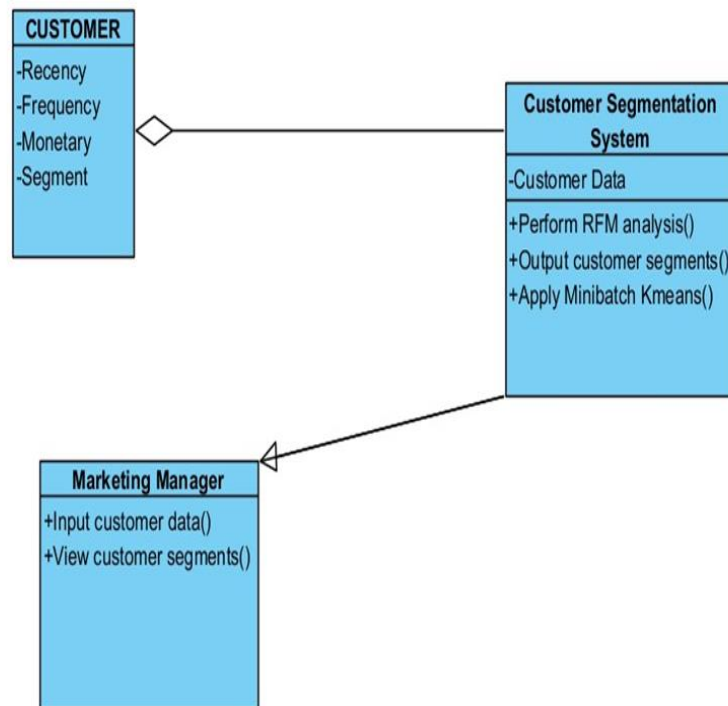 CUSTOMER
-Recency
-Frequency
-Monetary
-Segment
Customer Segmentation
System
-Customer Data
+Perform RFM analysis()
+Output customer segments()
+Apply Minibatch Kmeans()
Marketing Manager
+Input customer data()
+View customer segments()